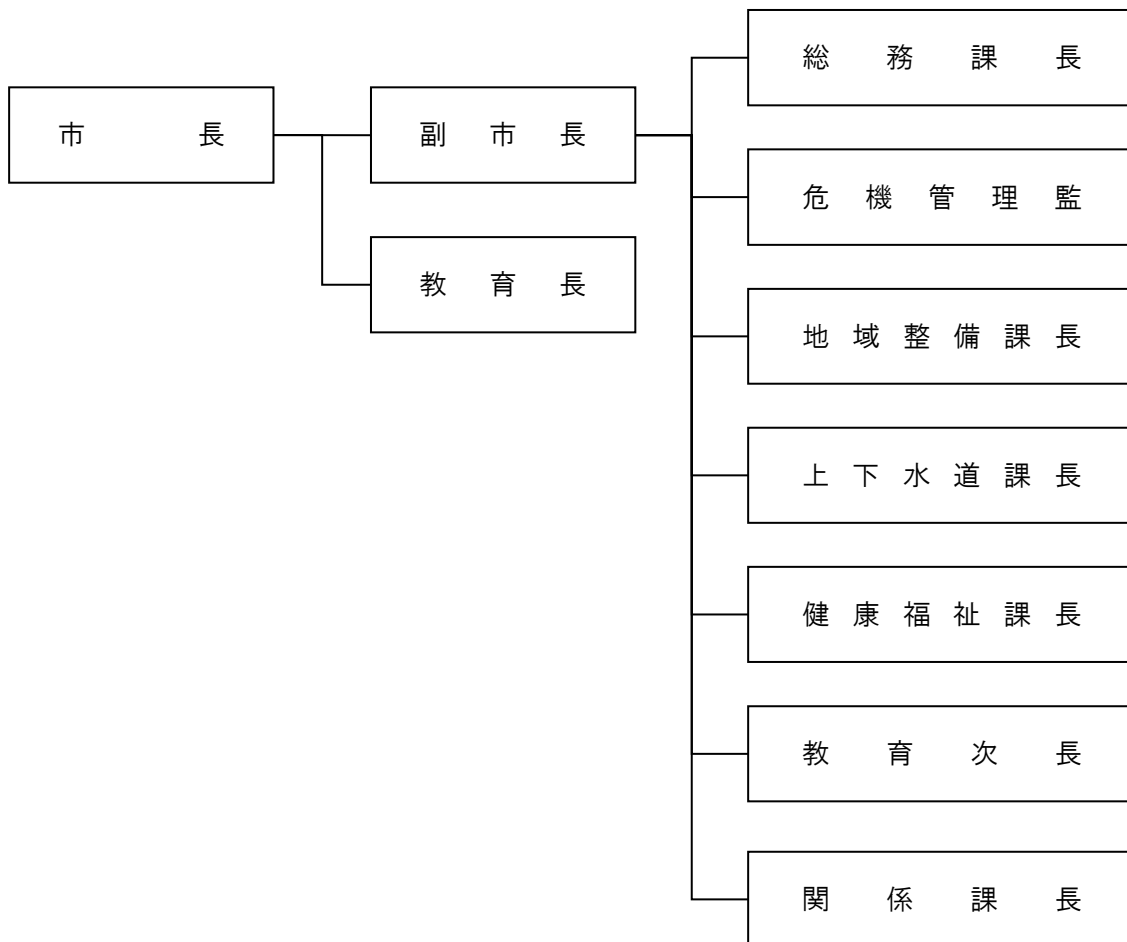 市長
副市長
教育長
総務課長
危機管理監
地域整備課長
上下水道課長
健康福祉課長
教育次長
関係課長